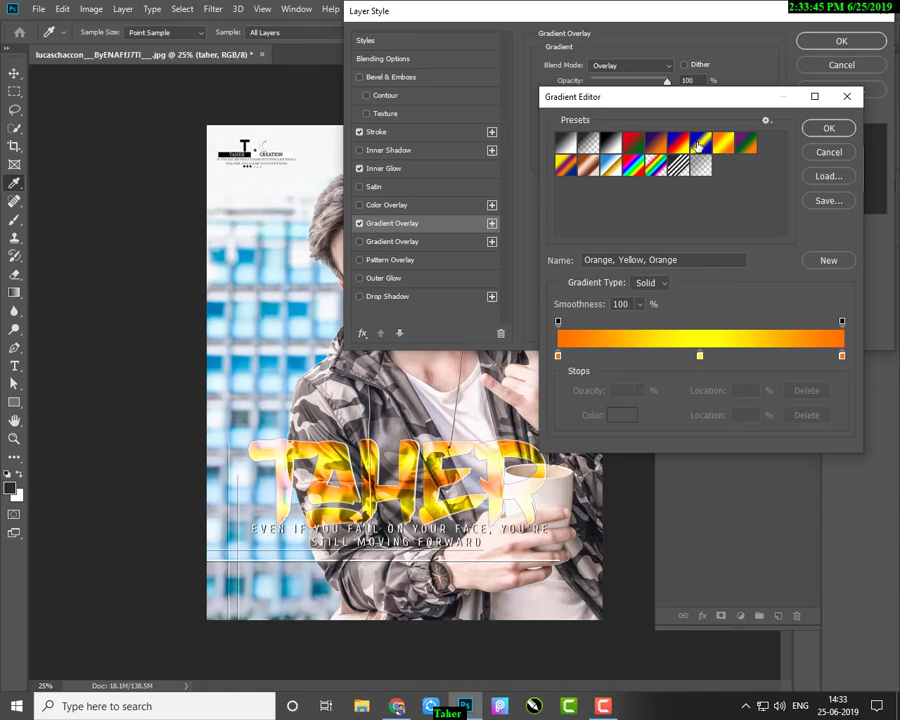 File Edit Image Layer Type Select Filter 3D View Window Help
2:33:45 PM 6/25/2019
Layer Style
Sample Size: Point Sample Sample: All Layers
lucaschaccon___ByENAFfJ7TI___.jpg @ 25% (taher, RGB/8) *
Styles
Blending Options
Bevel & Emboss
Contour
Texture
Stroke
Inner Shadow
Inner Glow
Satin
Color Overlay
Gradient Overlay
Gradient Overlay
Pattern Overlay
Outer Glow
Drop Shadow
fx
Gradient Overlay
Gradient
Blend Mode: Overlay Dither
Opacity: 100 %
OK
Cancel
Gradient Editor
Presets
OK
Cancel
Load...
Save...
Name: Orange, Yellow, Orange
New
Gradient Type: Solid
Smoothness: 100 %
Stops
Opacity: % Location: % Delete
Color: Location: % Delete
T C
TAHER CREATION
TAHER
EVEN IF YOU FALL ON YOUR FACE, YOU'RE
STILL MOVING FORWARD
fx
25% Doc: 18.1M/138.5M
Type here to search
Ps
Taher
14:33
25-06-2019